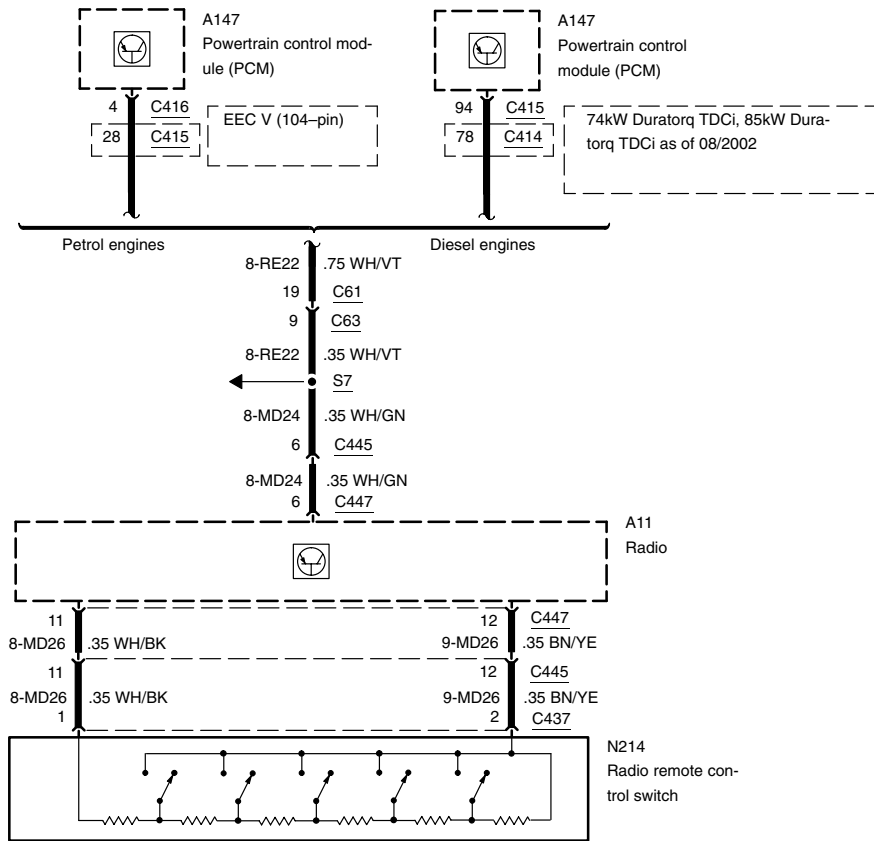 A147
Powertrain control mod-
ule (PCM)
4 C416
28 C415
EEC V (104–pin)
A147
Powertrain control
module (PCM)
94 C415
78 C414
74kW Duratorq TDCi, 85kW Dura-
torq TDCi as of 08/2002
Petrol engines
Diesel engines
8-RE22 .75 WH/VT
19 C61
9 C63
8-RE22 .35 WH/VT
S7
8-MD24 .35 WH/GN
6 C445
8-MD24 .35 WH/GN
6 C447
A11
Radio
11 12 C447
8-MD26 .35 WH/BK 9-MD26 .35 BN/YE
11 12 C445
8-MD26 .35 WH/BK 9-MD26 .35 BN/YE
1 2 C437
N214
Radio remote con-
trol switch